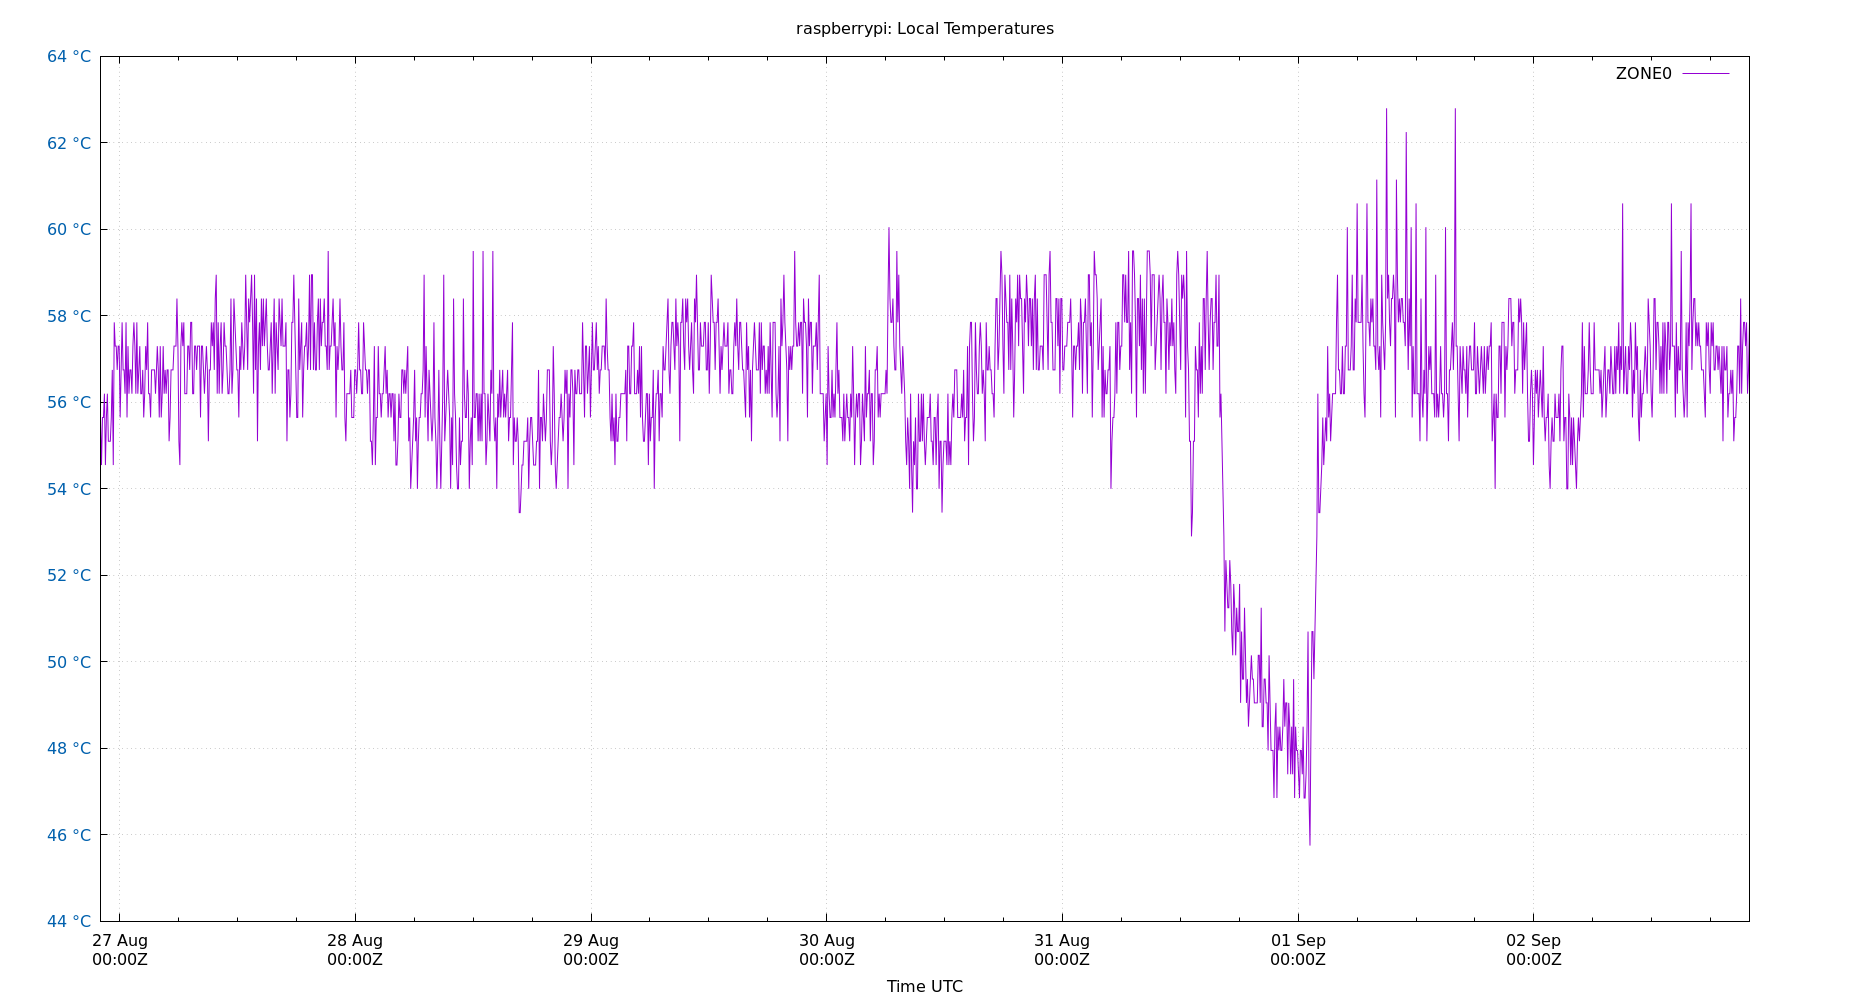 raspberrypi: Local Temperatures
64 °C
ZONE0
62 °C
60 °C
58 °C
56 °C
54 °C
52 °C
50 °C
48 °C
46 °C
44 °C
27 Aug 28 Aug 29 Aug 30 Aug 31 Aug 01 Sep 02 Sep
00:00Z 00:00Z 00:00Z 00:00Z 00:00Z 00:00Z 00:00Z
Time UTC